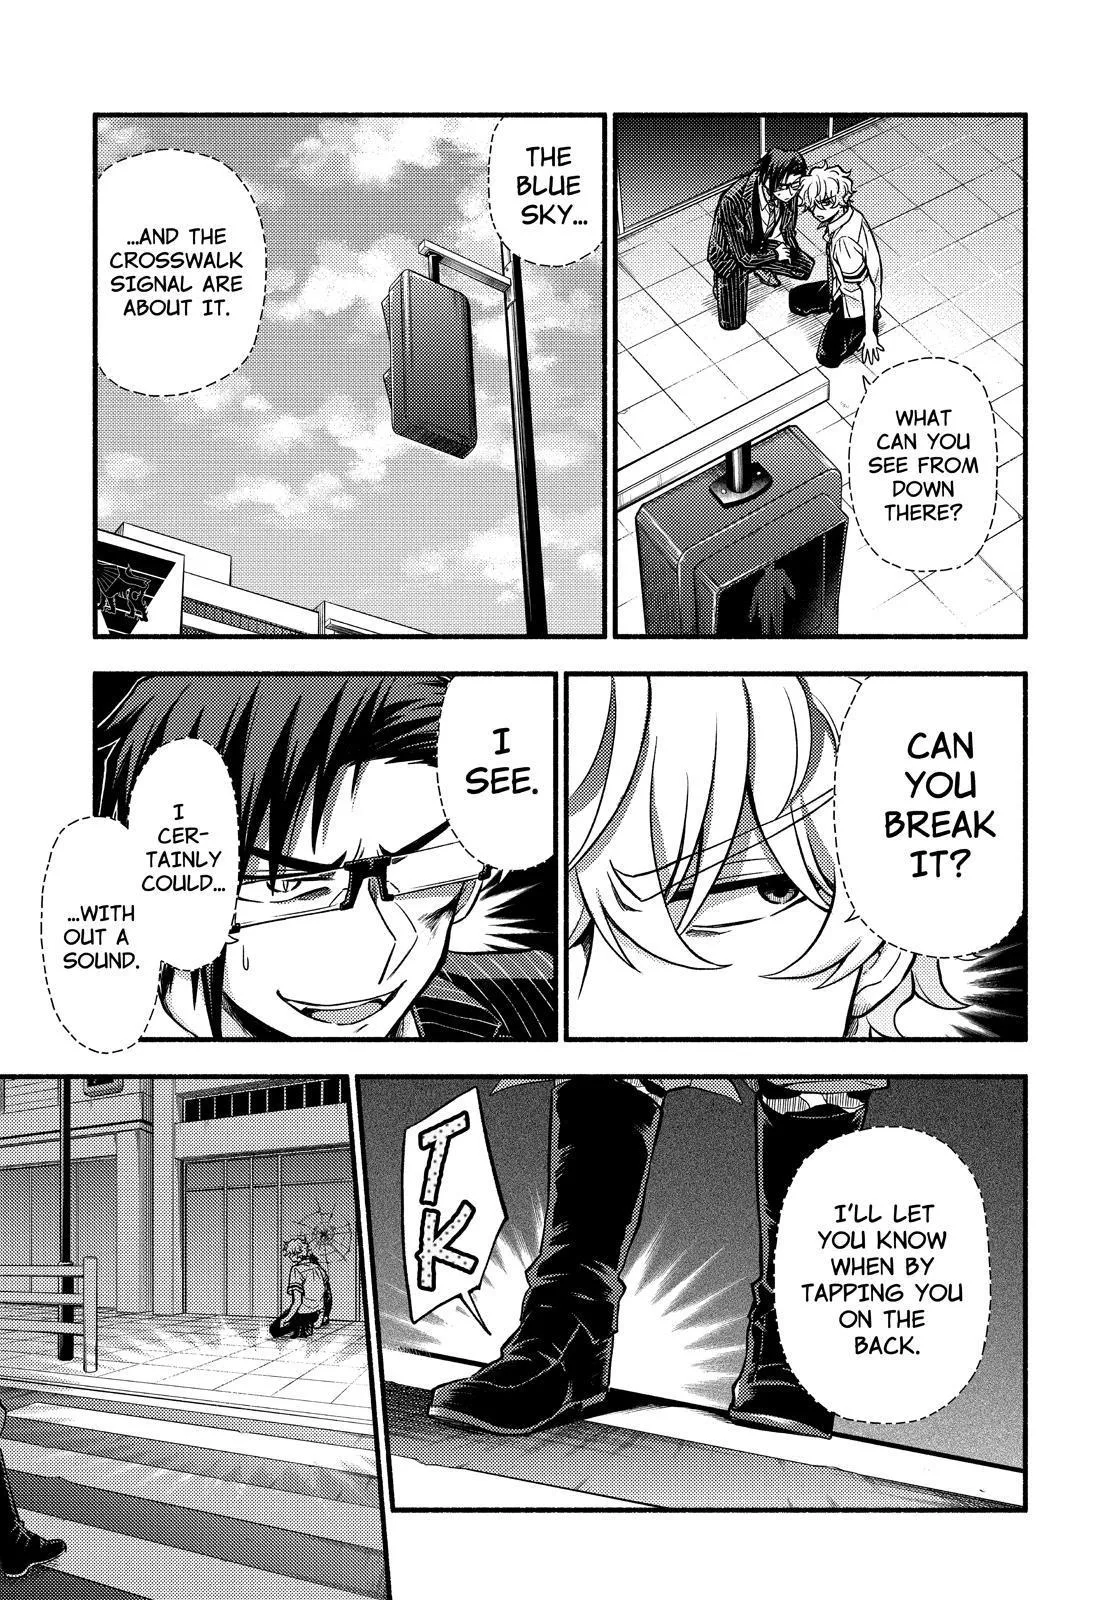 WHAT
CAN YOU
SEE FROM
DOWN
THERE?
THE
BLUE
SKY...
...AND THE
CROSSWALK
SIGNAL ARE
ABOUT IT.
CAN
YOU
BREAK
IT?
I
SEE.
I
CER-
TAINLY
COULD...
...WITH
OUT A
SOUND.
I'LL LET
YOU KNOW
WHEN BY
TAPPING YOU
ON THE
BACK.
TK